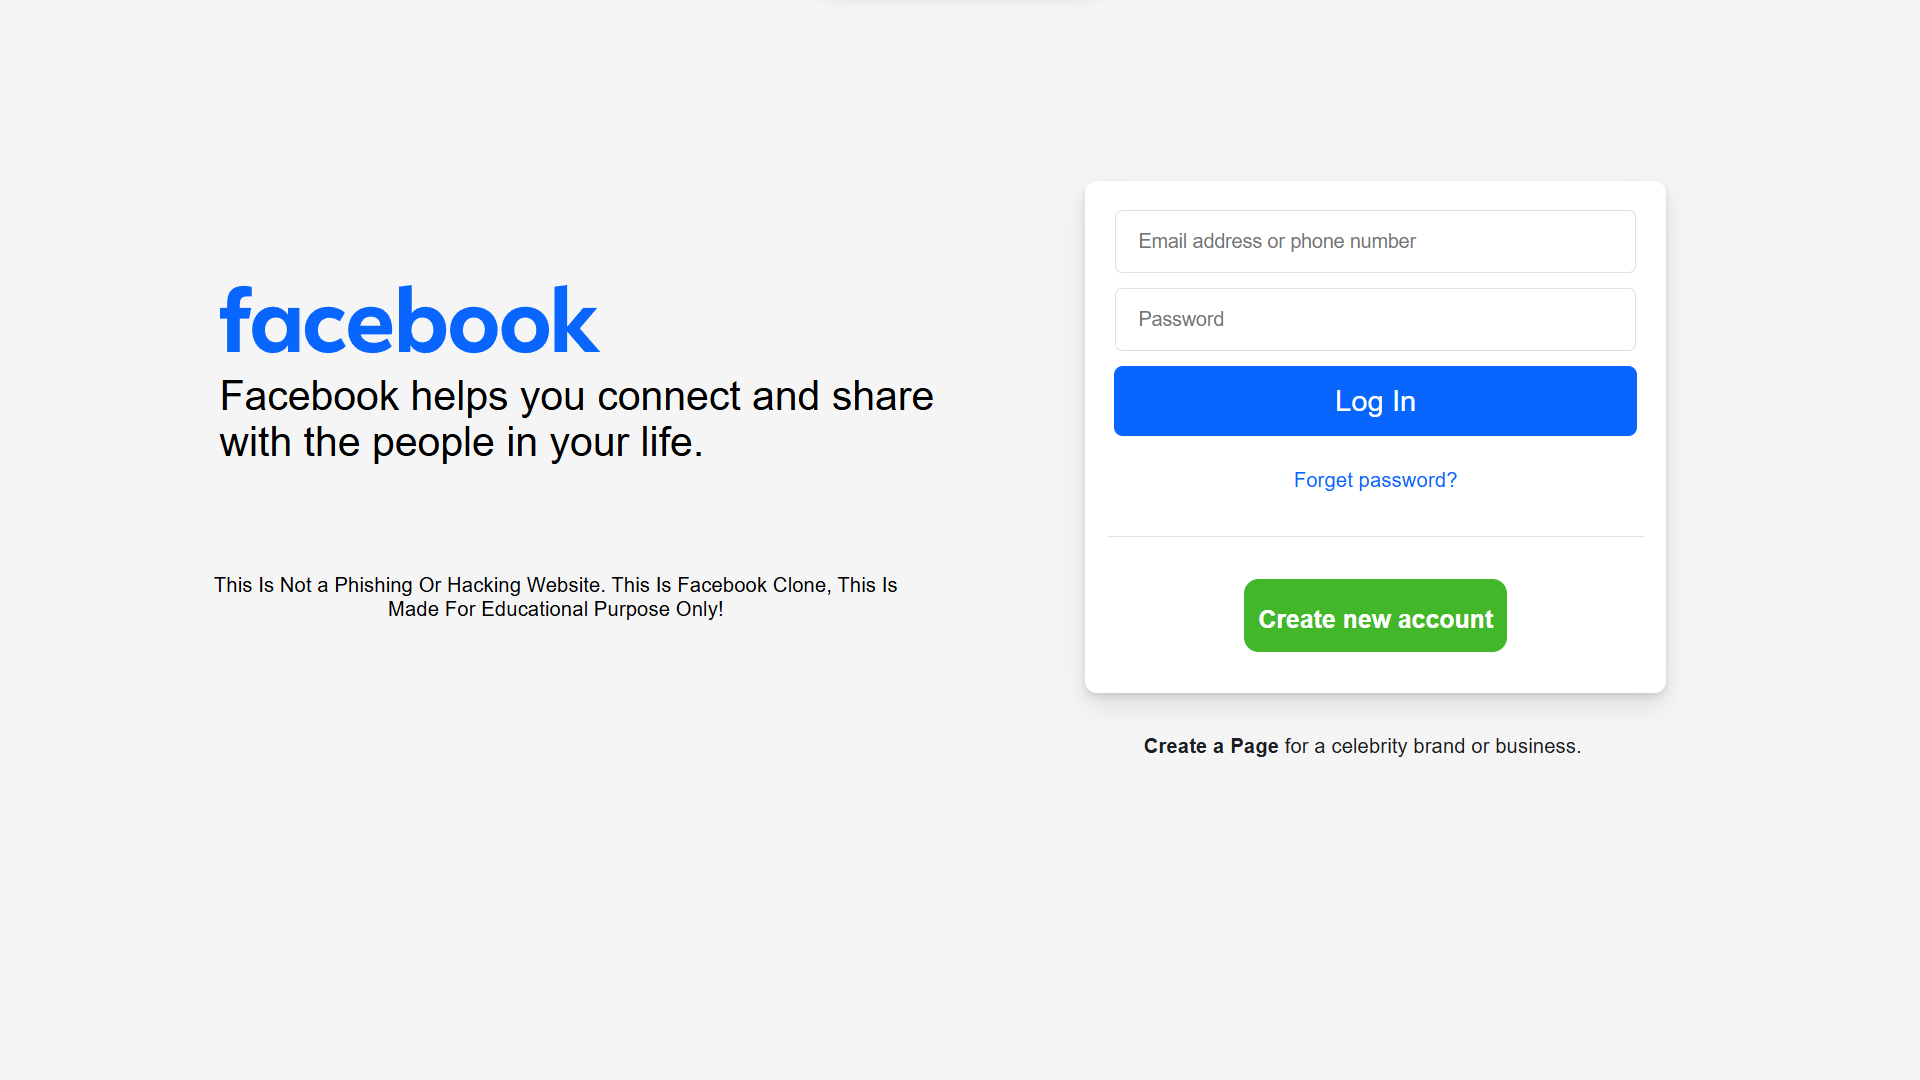 facebook
Facebook helps you connect and share
with the people in your life.
This Is Not a Phishing Or Hacking Website. This Is Facebook Clone, This Is
Made For Educational Purpose Only!
Email address or phone number
Password
Log In
Forget password?
Create new account
Create a Page for a celebrity brand or business.